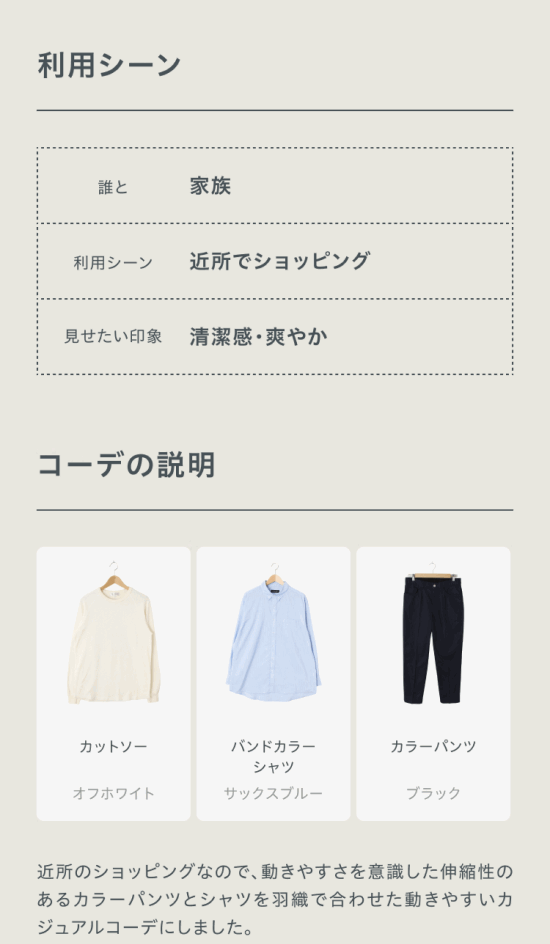 利用シーン
誰と 家族
利用シーン 近所でショッピング
見せたい印象 清潔感・爽やか
コーデの説明
カットソー
オフホワイト
バンドカラー
シャツ
サックスブルー
カラーパンツ
ブラック
近所のショッピングなので、動きやすさを意識した伸縮性の
あるカラーパンツとシャツを羽織で合わせた動きやすいカ
ジュアルコーデにしました。